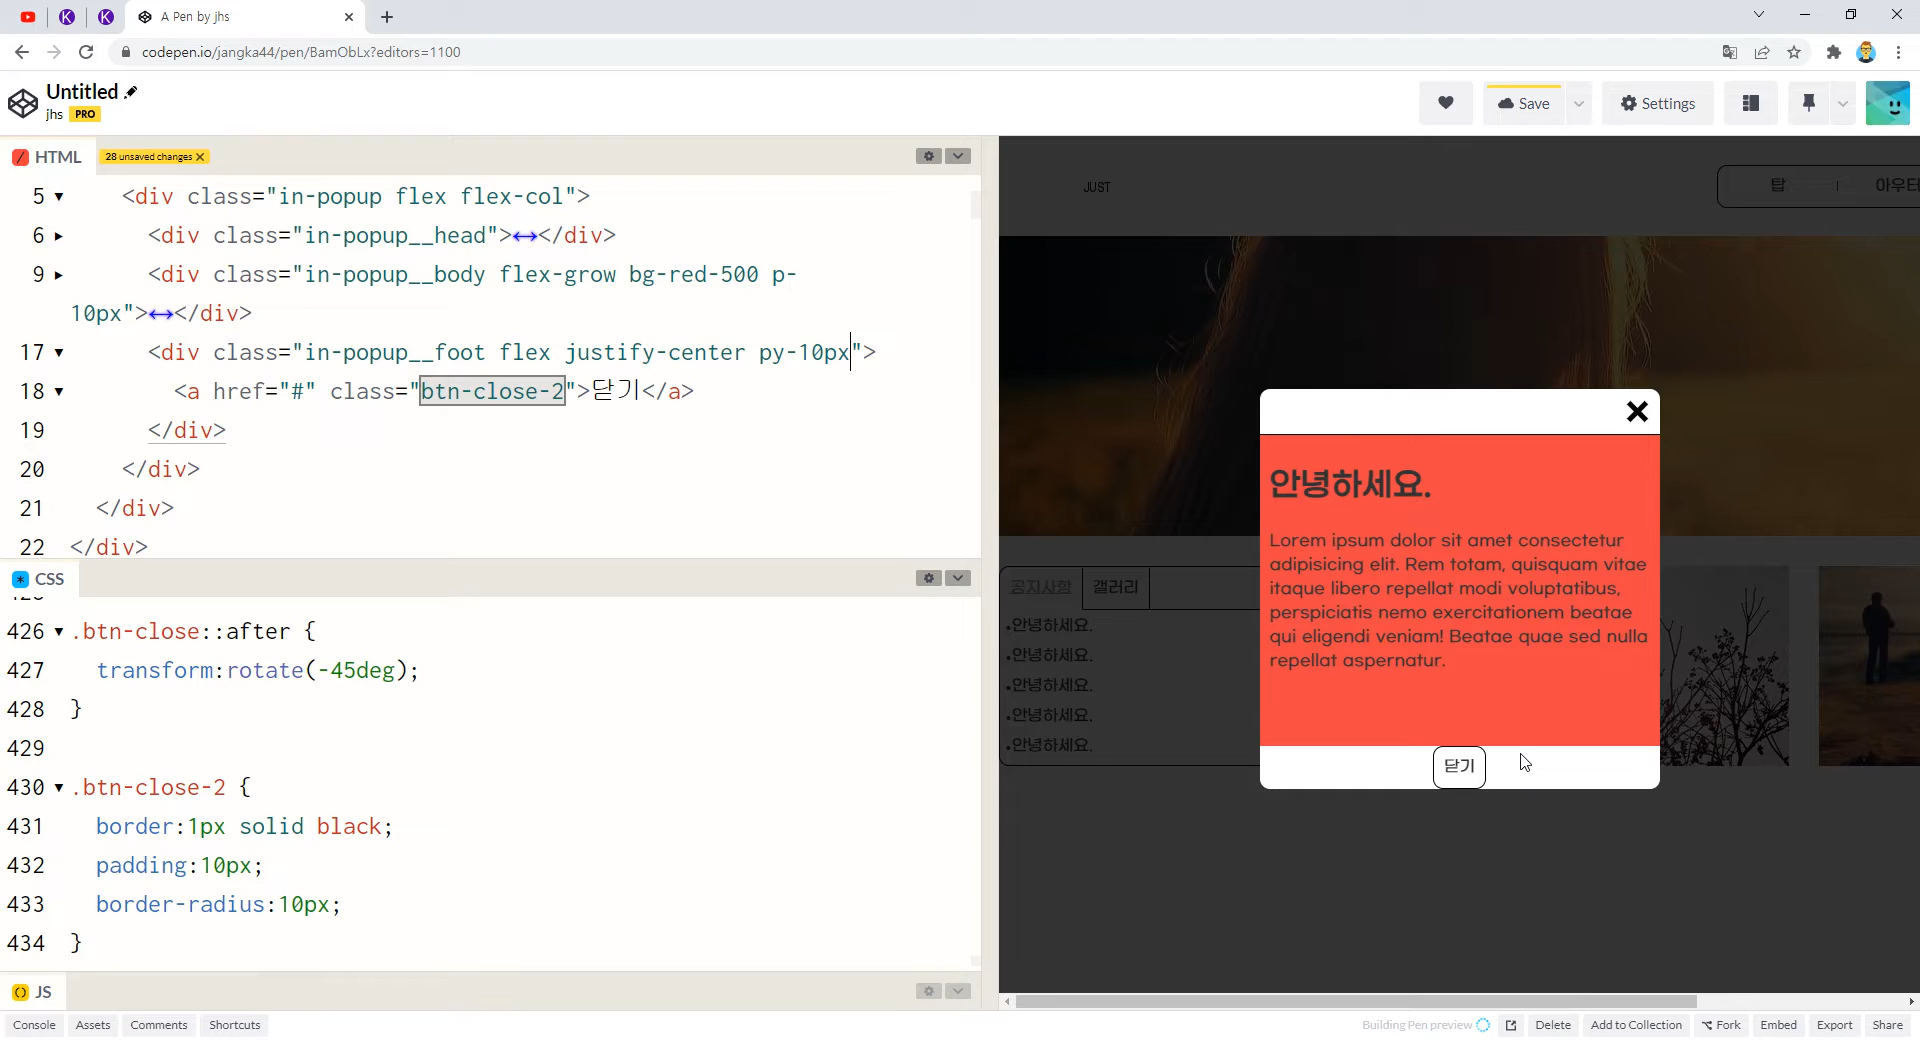 A Pen by jhs
codepen.io/jangka44/pen/BamObLx?editors=1100
Untitled
jhs PRO
Save
Settings
HTML
28 unsaved changes
5 <div class="in-popup flex flex-col">
6 <div class="in-popup__head">↔</div>
9 <div class="in-popup__body flex-grow bg-red-500 p-
10px">↔</div>
17 <div class="in-popup__foot flex justify-center py-10px">
18 <a href="#" class="btn-close-2">닫기</a>
19 </div>
20 </div>
21 </div>
22 </div>
CSS
426 .btn-close::after {
427 transform:rotate(-45deg);
428 }
429
430 .btn-close-2 {
431 border:1px solid black;
432 padding:10px;
433 border-radius:10px;
434 }
JS
JUST
탑
아우터
안녕하세요.
Lorem ipsum dolor sit amet consectetur
adipisicing elit. Rem totam, quisquam vitae
itaque libero repellat modi voluptatibus,
perspiciatis nemo exercitationem beatae
qui eligendi veniam! Beatae quae sed nulla
repellat aspernatur.
닫기
공지사항 갤러리
•안녕하세요.
•안녕하세요.
•안녕하세요.
•안녕하세요.
•안녕하세요.
Console Assets Comments Shortcuts
Building Pen preview
Delete Add to Collection Fork Embed Export Share